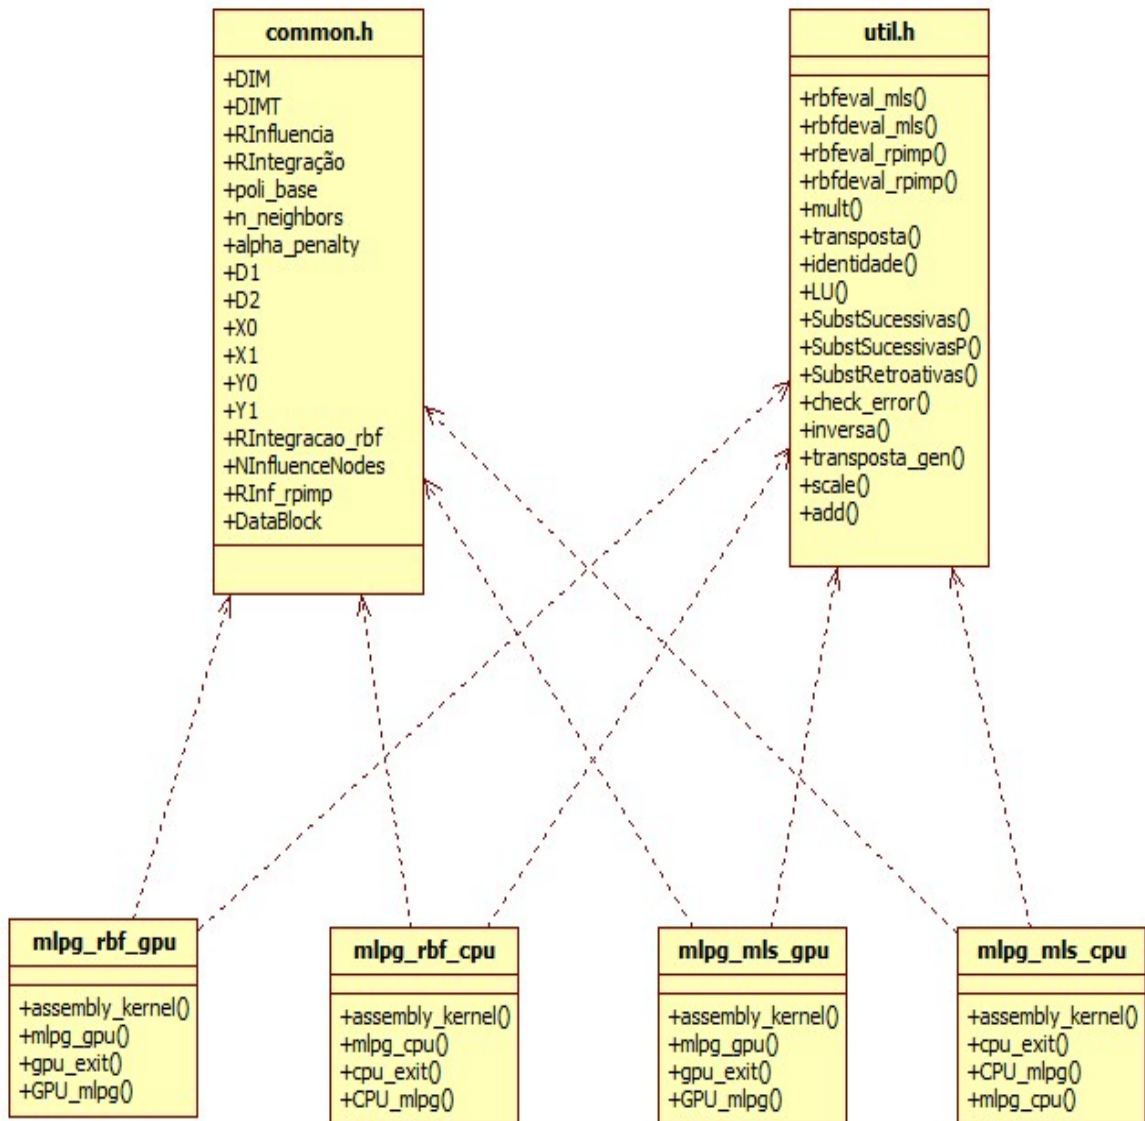 common.h
+DIM
+DIMT
+RInfluencia
+RIntegração
+poli_base
+n_neighbors
+alpha_penalty
+D1
+D2
+X0
+X1
+Y0
+Y1
+RIntegracao_rbf
+NInfluenceNodes
+RInf_rpimp
+DataBlock
util.h
+rbfeval_mls()
+rbfdeval_mls()
+rbfeval_rpimp()
+rbfdeval_rpimp()
+mult()
+transposta()
+identidade()
+LU()
+SubstSucessivas()
+SubstSucessivasP()
+SubstRetroativas()
+check_error()
+inversa()
+transposta_gen()
+scale()
+add()
mlpg_rbf_gpu
+assembly_kernel()
+mlpg_gpu()
+gpu_exit()
+GPU_mlpg()
mlpg_rbf_cpu
+assembly_kernel()
+mlpg_cpu()
+cpu_exit()
+CPU_mlpg()
mlpg_mls_gpu
+assembly_kernel()
+mlpg_gpu()
+gpu_exit()
+GPU_mlpg()
mlpg_mls_cpu
+assembly_kernel()
+cpu_exit()
+CPU_mlpg()
+mlpg_cpu()